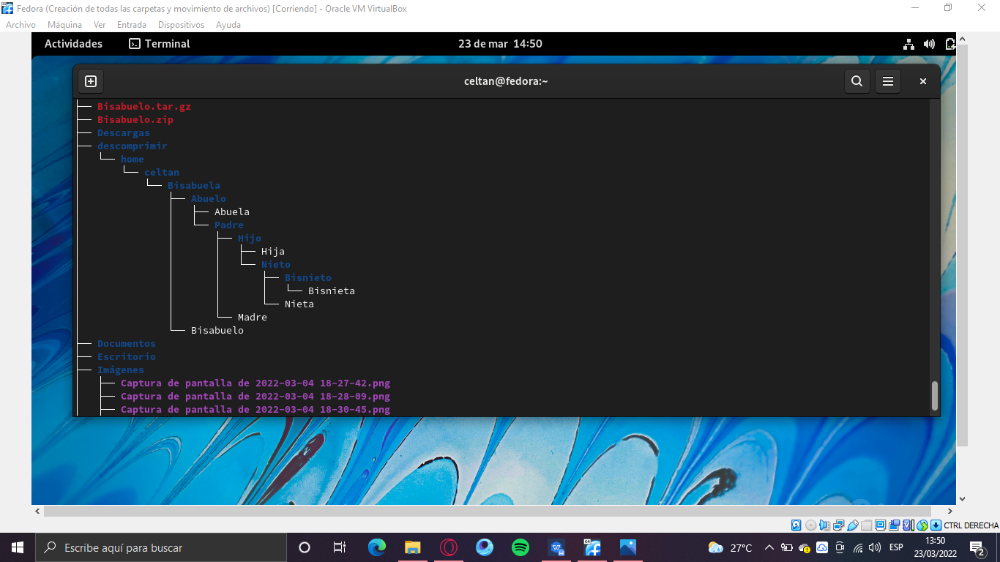 Fedora (Creación de todas las carpetas y movimiento de archivos) [Corriendo] - Oracle VM VirtualBox
Archivo Máquina Ver Entrada Dispositivos Ayuda
Actividades Terminal 23 de mar 14:50
celtan@fedora:~
Bisabuelo.tar.gz
Bisabuelo.zip
Descargas
descomprimir
home
celtan
Bisabuela
Abuelo
Abuela
Padre
Hijo
Hija
Nieto
Bisnieto
Bisnieta
Nieta
Madre
Bisabuelo
Documentos
Escritorio
Imágenes
Captura de pantalla de 2022-03-04 18-27-42.png
Captura de pantalla de 2022-03-04 18-28-09.png
Captura de pantalla de 2022-03-04 18-30-45.png
CTRL DERECHA
Escribe aquí para buscar
27°C
ESP
13:50
23/03/2022
2